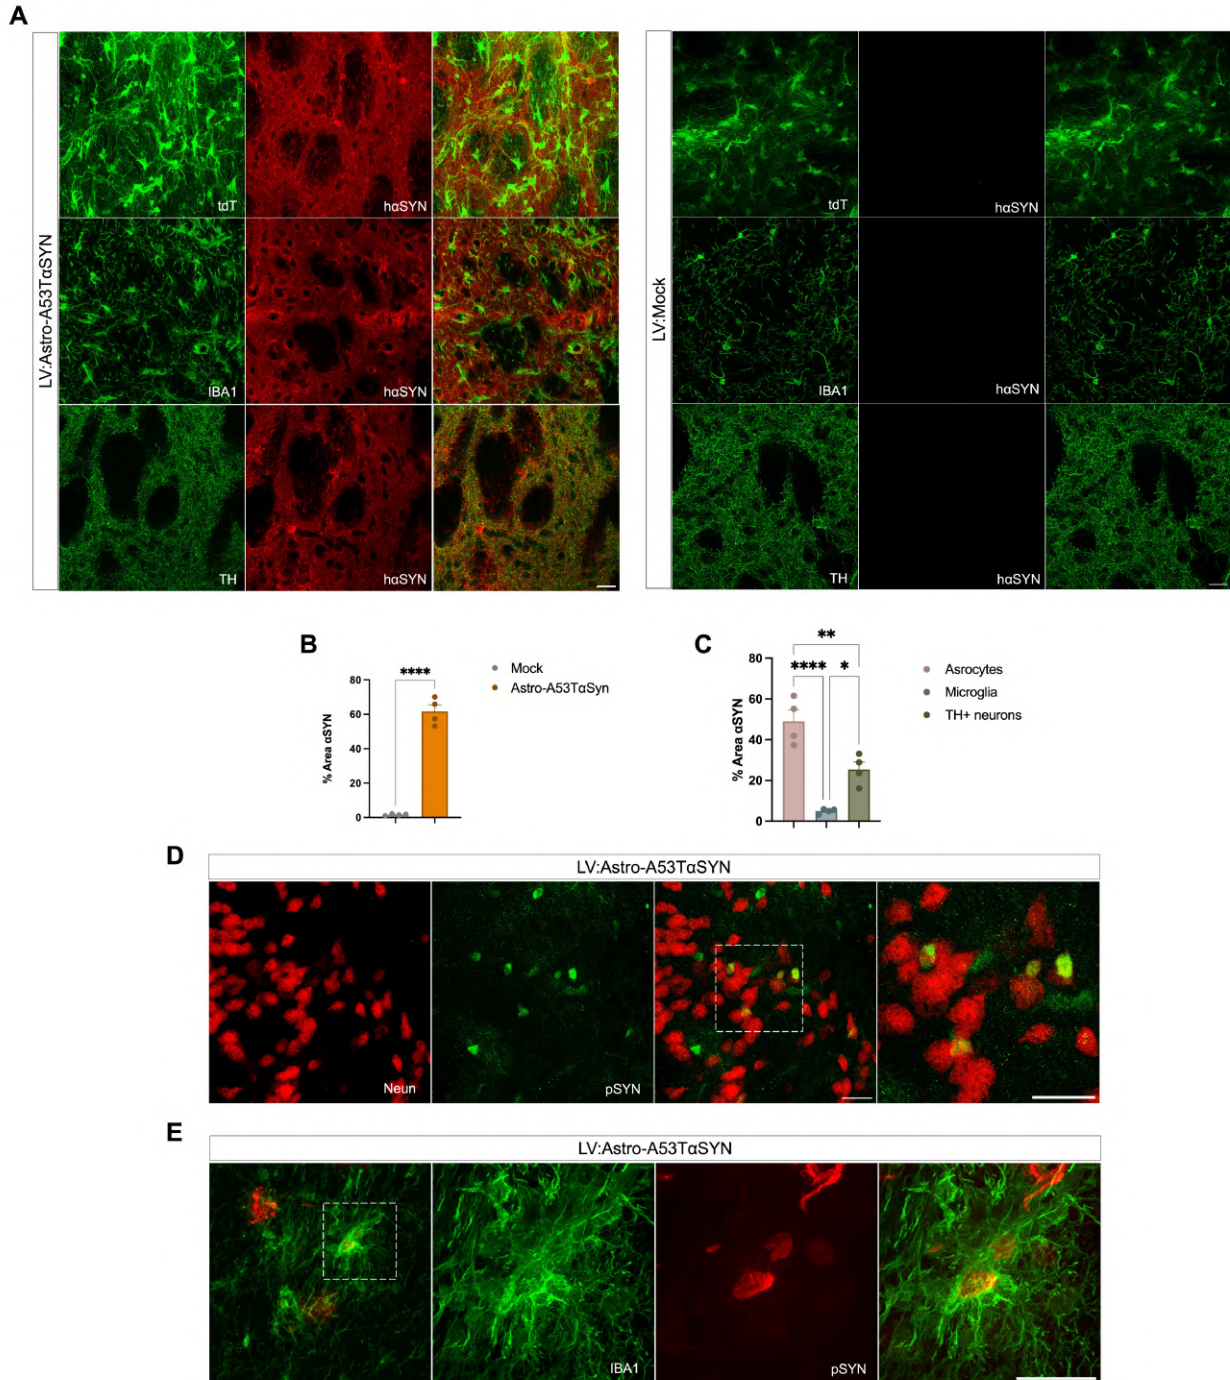 A
LV:Astro-A53TαSYN
tdT
hαSYN
IBA1
hαSYN
TH
hαSYN
LV:Mock
tdT
hαSYN
IBA1
hαSYN
TH
hαSYN
B
% Area αSYN
80
60
40
20
0
****
Mock
Astro-A53TαSyn
C
% Area αSYN
80
60
40
20
0
**
****
*
Asrocytes
Microglia
TH+ neurons
D
LV:Astro-A53TαSYN
Neun
pSYN
E
LV:Astro-A53TαSYN
IBA1
pSYN